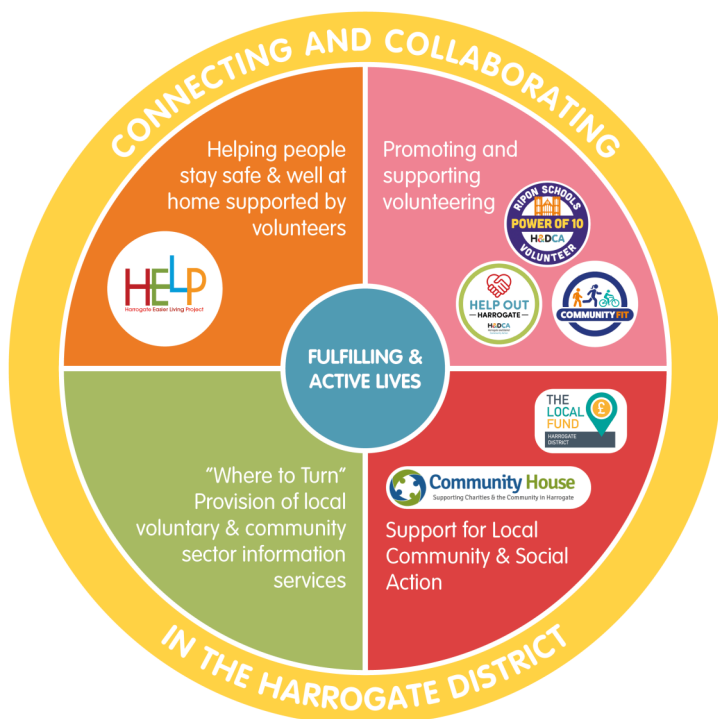 CONNECTING AND COLLABORATING
Helping people
stay safe & well at
home supported by
volunteers
HELP
Harrogate Easier Living Project
Promoting and
supporting
volunteering
RIPON SCHOOLS
POWER OF 10
H&DCA
VOLUNTEER
HELP OUT
HARROGATE
H&DCA
COMMUNITY FIT
FULFILLING &
ACTIVE LIVES
"Where to Turn"
Provision of local
voluntary & community
sector information
services
THE
LOCAL
FUND
£
HARROGATE
DISTRICT
Community House
Supporting Charities & the Community in Harrogate
Support for Local
Community & Social
Action
IN THE HARROGATE DISTRICT